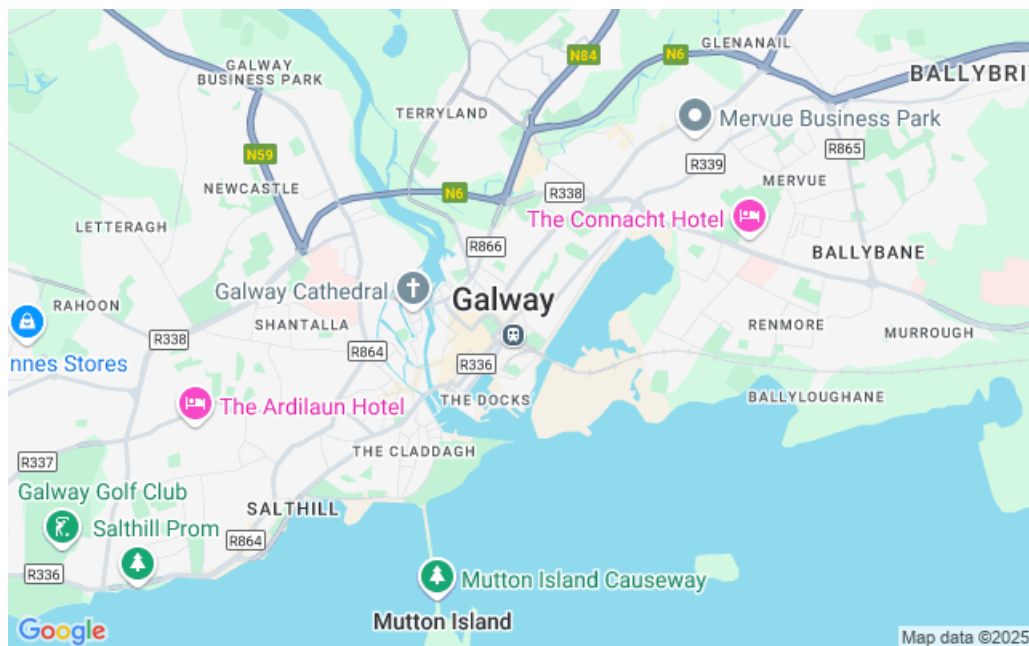 GLENANAIL
N84
N6
GALWAY
BUSINESS PARK
BALLYBRI
TERRYLAND
Mervue Business Park
N59
R865
R339
NEWCASTLE
N6
R338
MERVUE
The Connacht Hotel
LETTERAGH
R866
BALLYBANE
Galway Cathedral
Galway
RAHOON
SHANTALLA
RENMORE
MURROUGH
R338
R864
R336
nnes Stores
The Ardilaun Hotel
THE DOCKS
BALLYLOUGHANE
THE CLADDAGH
R337
Galway Golf Club
SALTHILL
Salthill Prom
R864
R336
Mutton Island Causeway
Mutton Island
Google
Map data ©2025